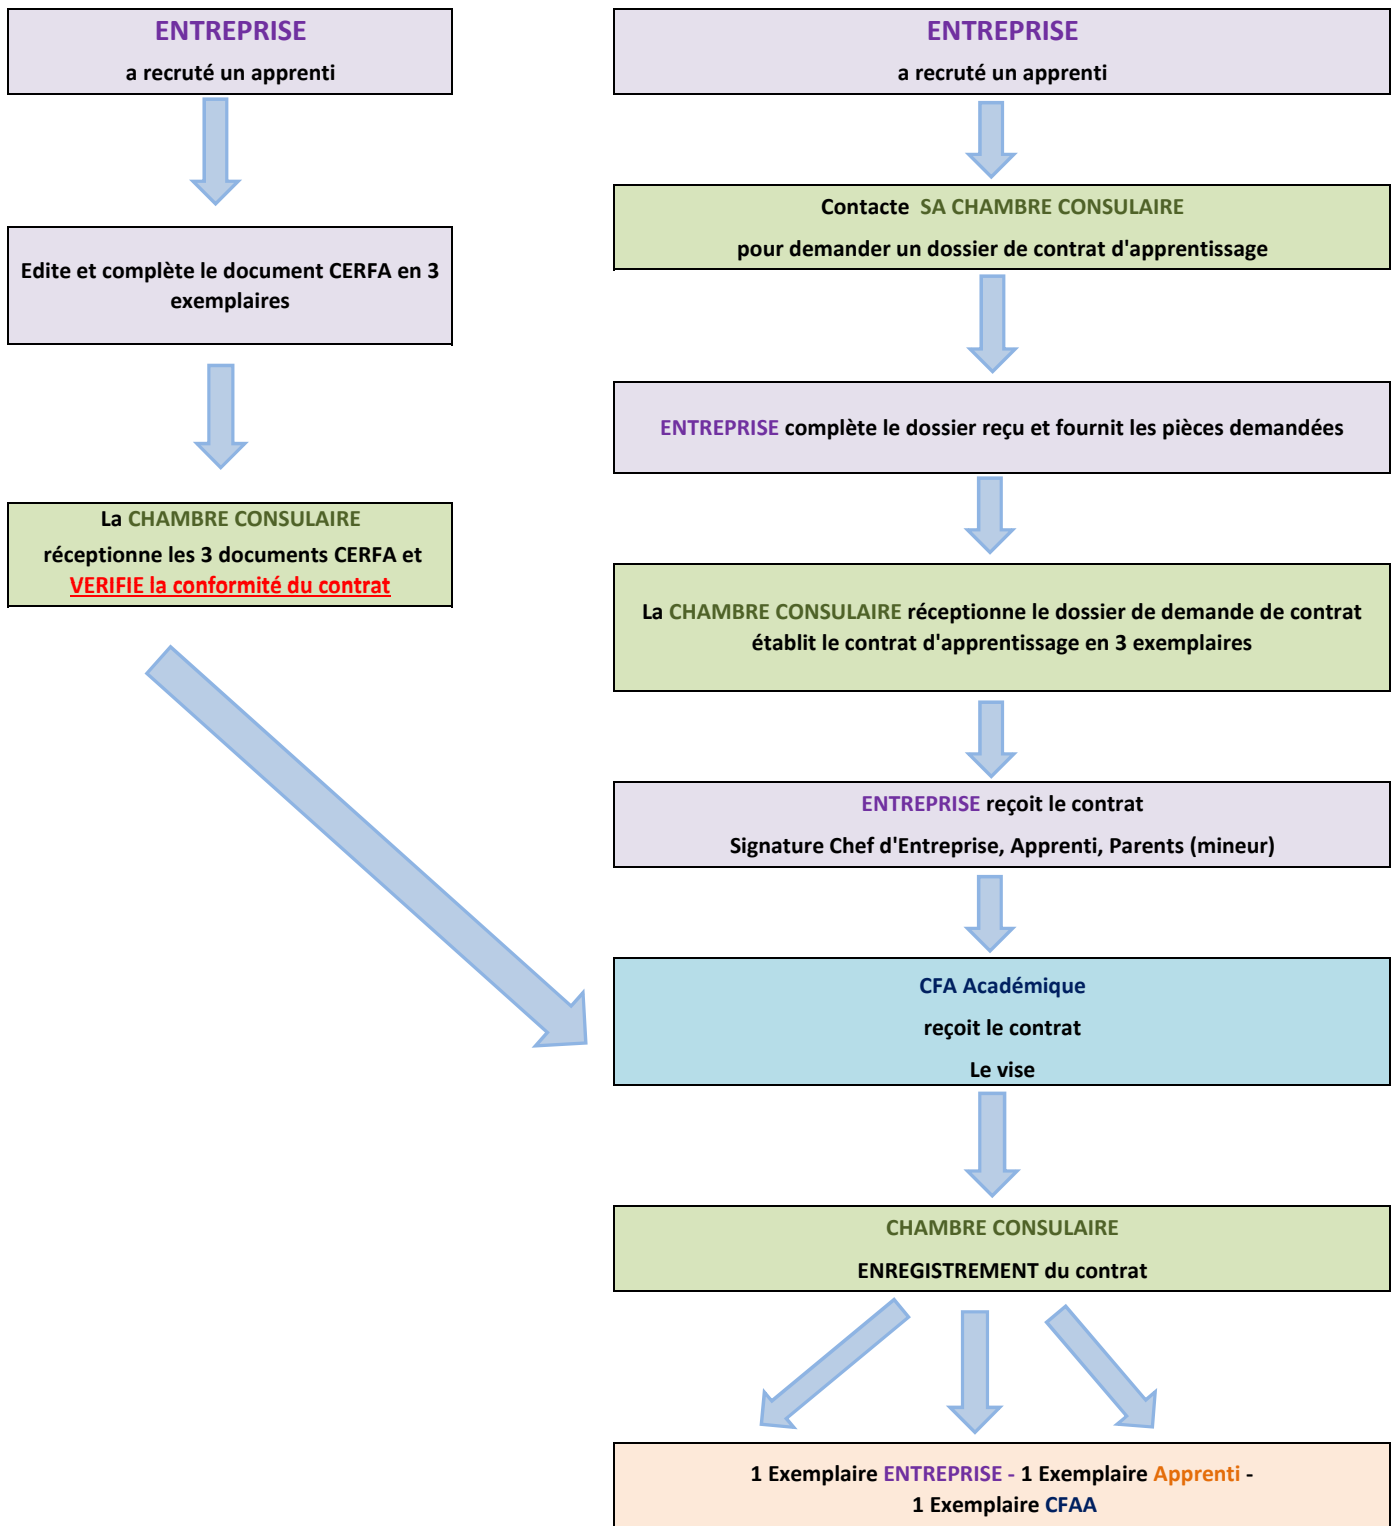 ENTREPRISE
a recruté un apprenti
Edite et complète le document CERFA en 3
exemplaires
La CHAMBRE CONSULAIRE
réceptionne les 3 documents CERFA et
VERIFIE la conformité du contrat
ENTREPRISE
a recruté un apprenti
Contacte SA CHAMBRE CONSULAIRE
pour demander un dossier de contrat d'apprentissage
ENTREPRISE complète le dossier reçu et fournit les pièces demandées
La CHAMBRE CONSULAIRE réceptionne le dossier de demande de contrat
établit le contrat d'apprentissage en 3 exemplaires
ENTREPRISE reçoit le contrat
Signature Chef d'Entreprise, Apprenti, Parents (mineur)
CFA Académique
reçoit le contrat
Le vise
CHAMBRE CONSULAIRE
ENREGISTREMENT du contrat
1 Exemplaire ENTREPRISE - 1 Exemplaire Apprenti -
1 Exemplaire CFAA